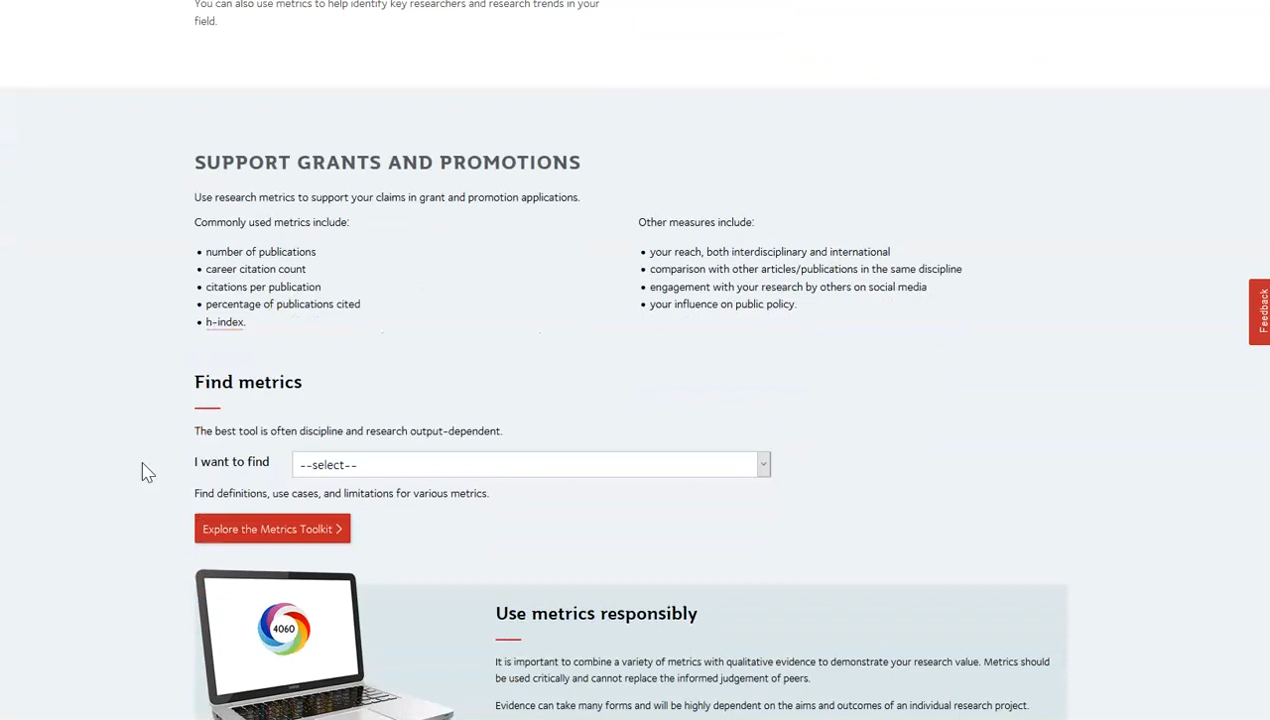 You can also use metrics to help identify key researchers and research trends in your
field.
SUPPORT GRANTS AND PROMOTIONS
Use research metrics to support your claims in grant and promotion applications.
Commonly used metrics include:
• number of publications
• career citation count
• citations per publication
• percentage of publications cited
• h-index.
Other measures include:
• your reach, both interdisciplinary and international
• comparison with other articles/publications in the same discipline
• engagement with your research by others on social media
• your influence on public policy.
Feedback
Find metrics
The best tool is often discipline and research output-dependent.
I want to find --select--
Find definitions, use cases, and limitations for various metrics.
Explore the Metrics Toolkit >
4060
Use metrics responsibly
It is important to combine a variety of metrics with qualitative evidence to demonstrate your research value. Metrics should
be used critically and cannot replace the informed judgement of peers.
Evidence can take many forms and will be highly dependent on the aims and outcomes of an individual research project.